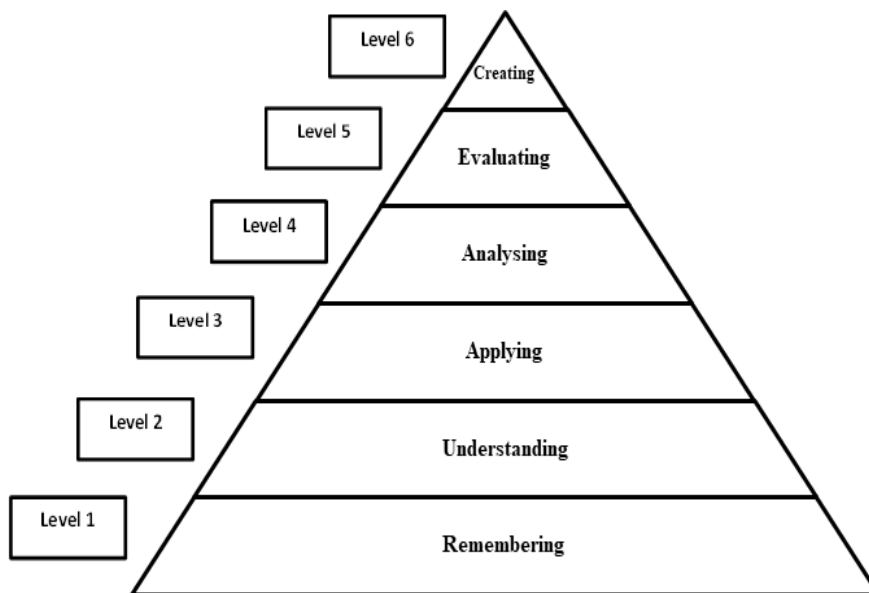 Level 6
Creating
Level 5
Evaluating
Level 4
Analysing
Level 3
Applying
Level 2
Understanding
Level 1
Remembering